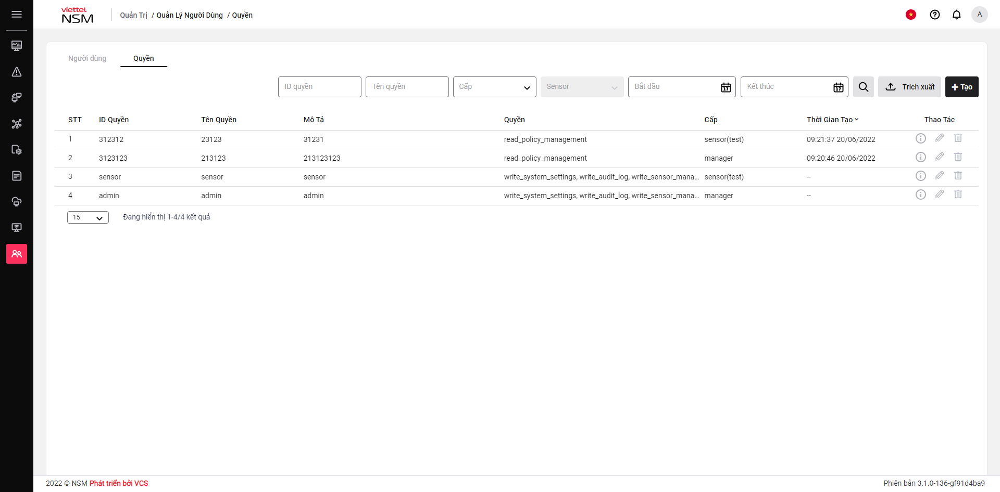 viettel
NSM
Quản Trị / Quản Lý Người Dùng / Quyền
A
Người dùng
Quyền
ID quyền
Tên quyền
Cấp
Sensor
Bắt đầu
17
Kết thúc
17
Trích xuất
Tạo
STT ID Quyền Tên Quyền Mô Tả Quyền Cấp Thời Gian Tạo Thao Tác
1 312312 23123 31231 read_policy_management sensor(test) 09:21:37 20/06/2022
2 3123123 213123 213123123 read_policy_management manager 09:20:46 20/06/2022
3 sensor sensor sensor write_system_settings, write_audit_log, write_sensor_mana... sensor(test) --
4 admin admin admin write_system_settings, write_audit_log, write_sensor_mana... manager --
15
Đang hiển thị 1-4/4 kết quả
2022 © NSM Phát triển bởi VCS
Phiên bản 3.1.0-136-gf91d4ba9